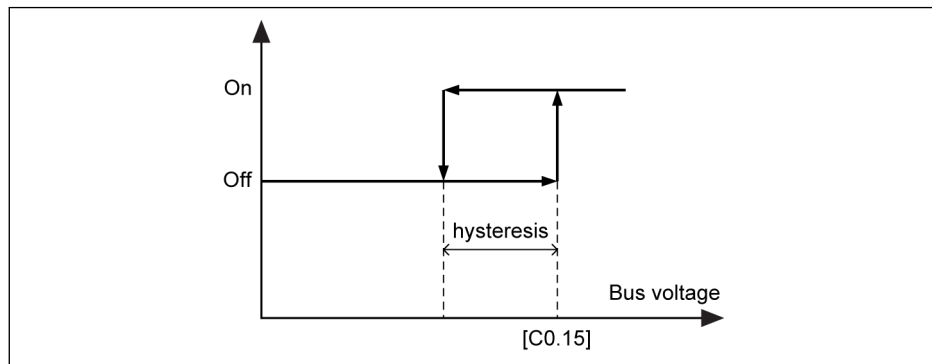 On
Off
hysteresis
Bus voltage
[C0.15]